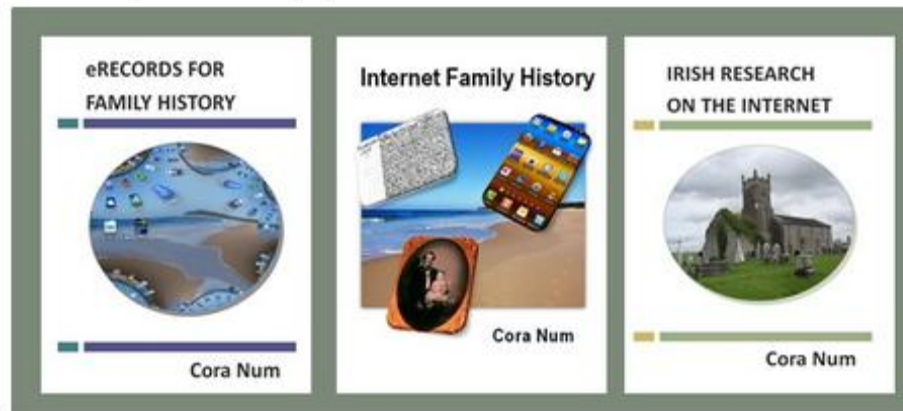 eRECORDS FOR
FAMILY HISTORY
Cora Num
Internet Family History
Cora Num
IRISH RESEARCH
ON THE INTERNET
Cora Num